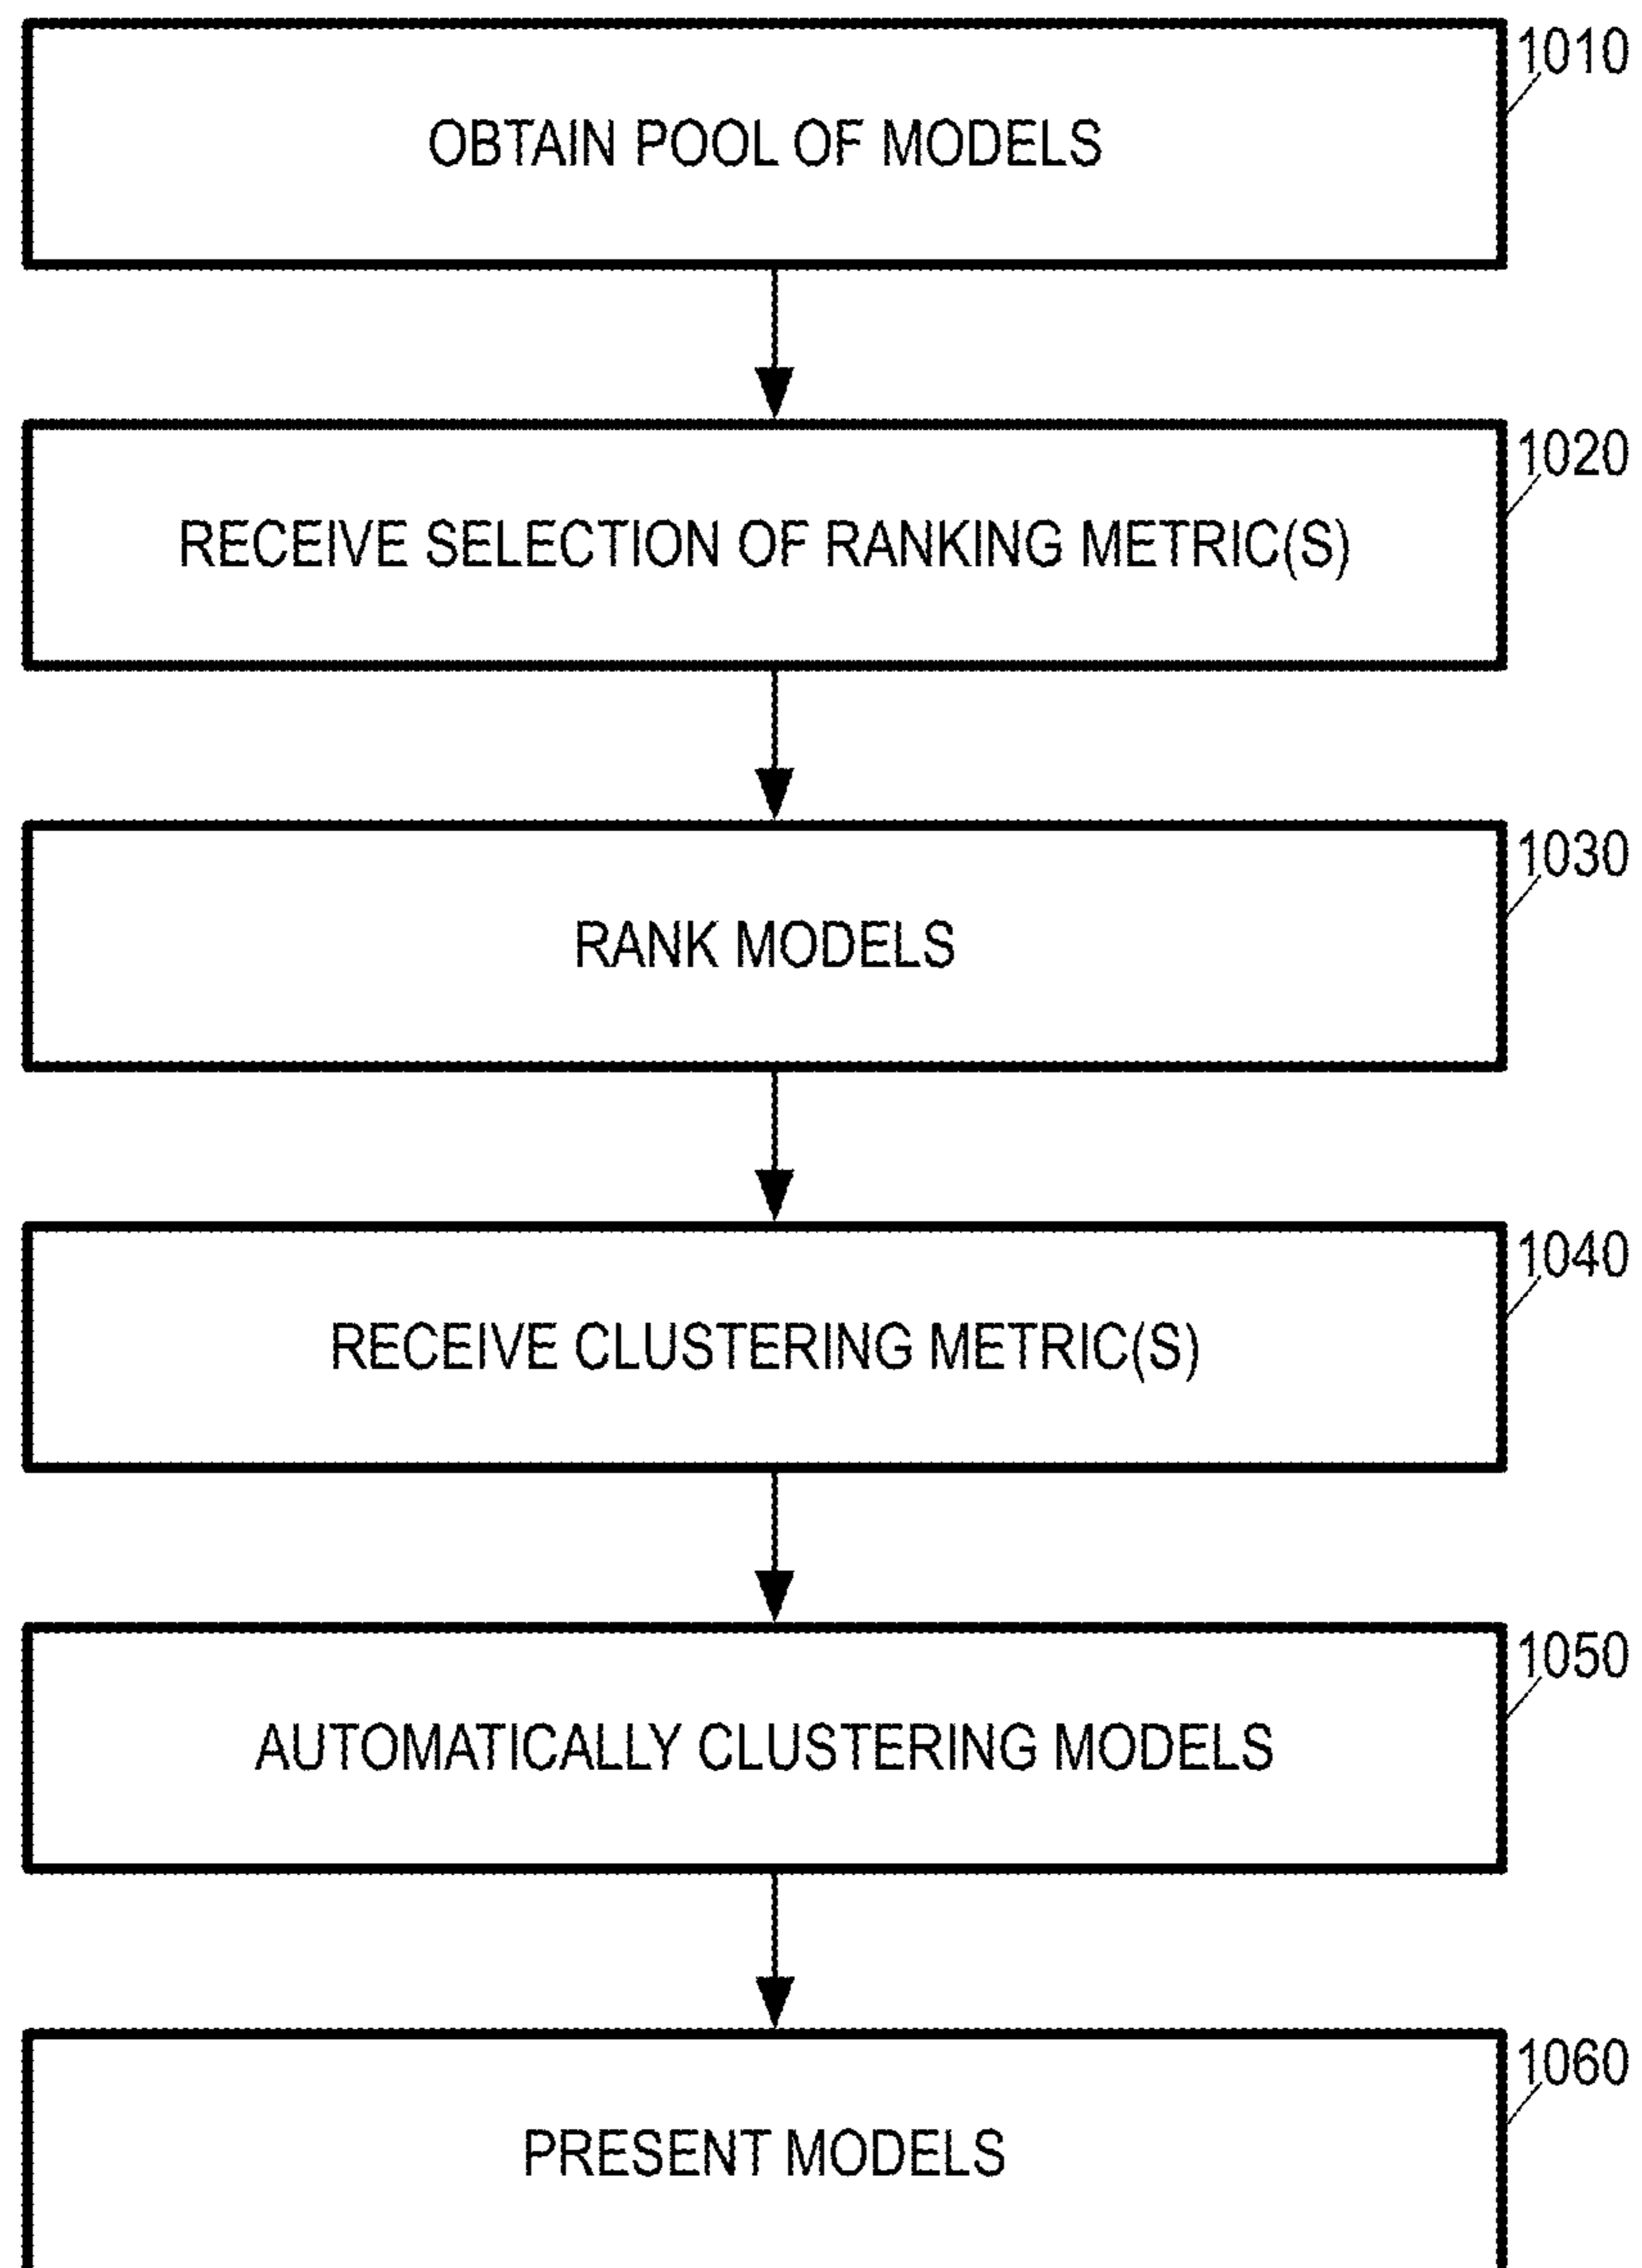 1010
OBTAIN POOL OF MODELS
1020
RECEIVE SELECTION OF RANKING METRIC(S)
1030
RANK MODELS
1040
RECEIVE CLUSTERING METRIC(S)
1050
AUTOMATICALLY CLUSTERING MODELS
1060
PRESENT MODELS